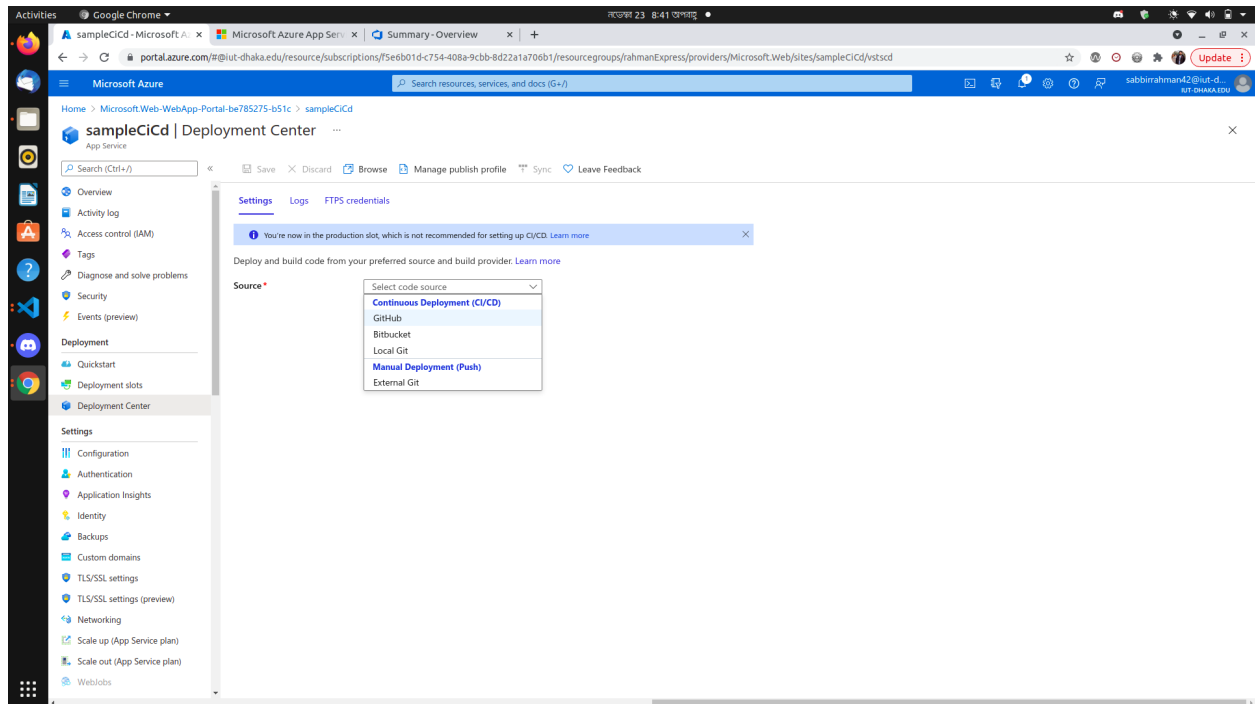 Activities Google Chrome নভেম্বর 23 8:41 অপরাহ্ণ
sampleCiCd - Microsoft A Microsoft Azure App Serv Summary - Overview
portal.azure.com/#@iut-dhaka.edu/resource/subscriptions/f5e6b01d-c754-408a-9cbb-8d22a1a706b1/resourcegroups/rahmanExpress/providers/Microsoft.Web/sites/sampleCiCd/vstscd Update
Microsoft Azure Search resources, services, and docs (G+/) 1 sabbirrahman42@iut-d...
IUT-DHAKA.EDU
Home > Microsoft.Web-WebApp-Portal-be785275-b51c > sampleCiCd
sampleCiCd | Deployment Center ...
App Service
Search (Ctrl+/) « Save Discard Browse Manage publish profile Sync Leave Feedback
Overview
Activity log
Access control (IAM)
Tags
Diagnose and solve problems
Security
Events (preview)
Deployment
Quickstart
Deployment slots
Deployment Center
Settings
Configuration
Authentication
Application Insights
Identity
Backups
Custom domains
TLS/SSL settings
TLS/SSL settings (preview)
Networking
Scale up (App Service plan)
Scale out (App Service plan)
WebJobs
Settings Logs FTPS credentials
You're now in the production slot, which is not recommended for setting up CI/CD. Learn more
Deploy and build code from your preferred source and build provider. Learn more
Source * Select code source
Continuous Deployment (CI/CD)
GitHub
Bitbucket
Local Git
Manual Deployment (Push)
External Git